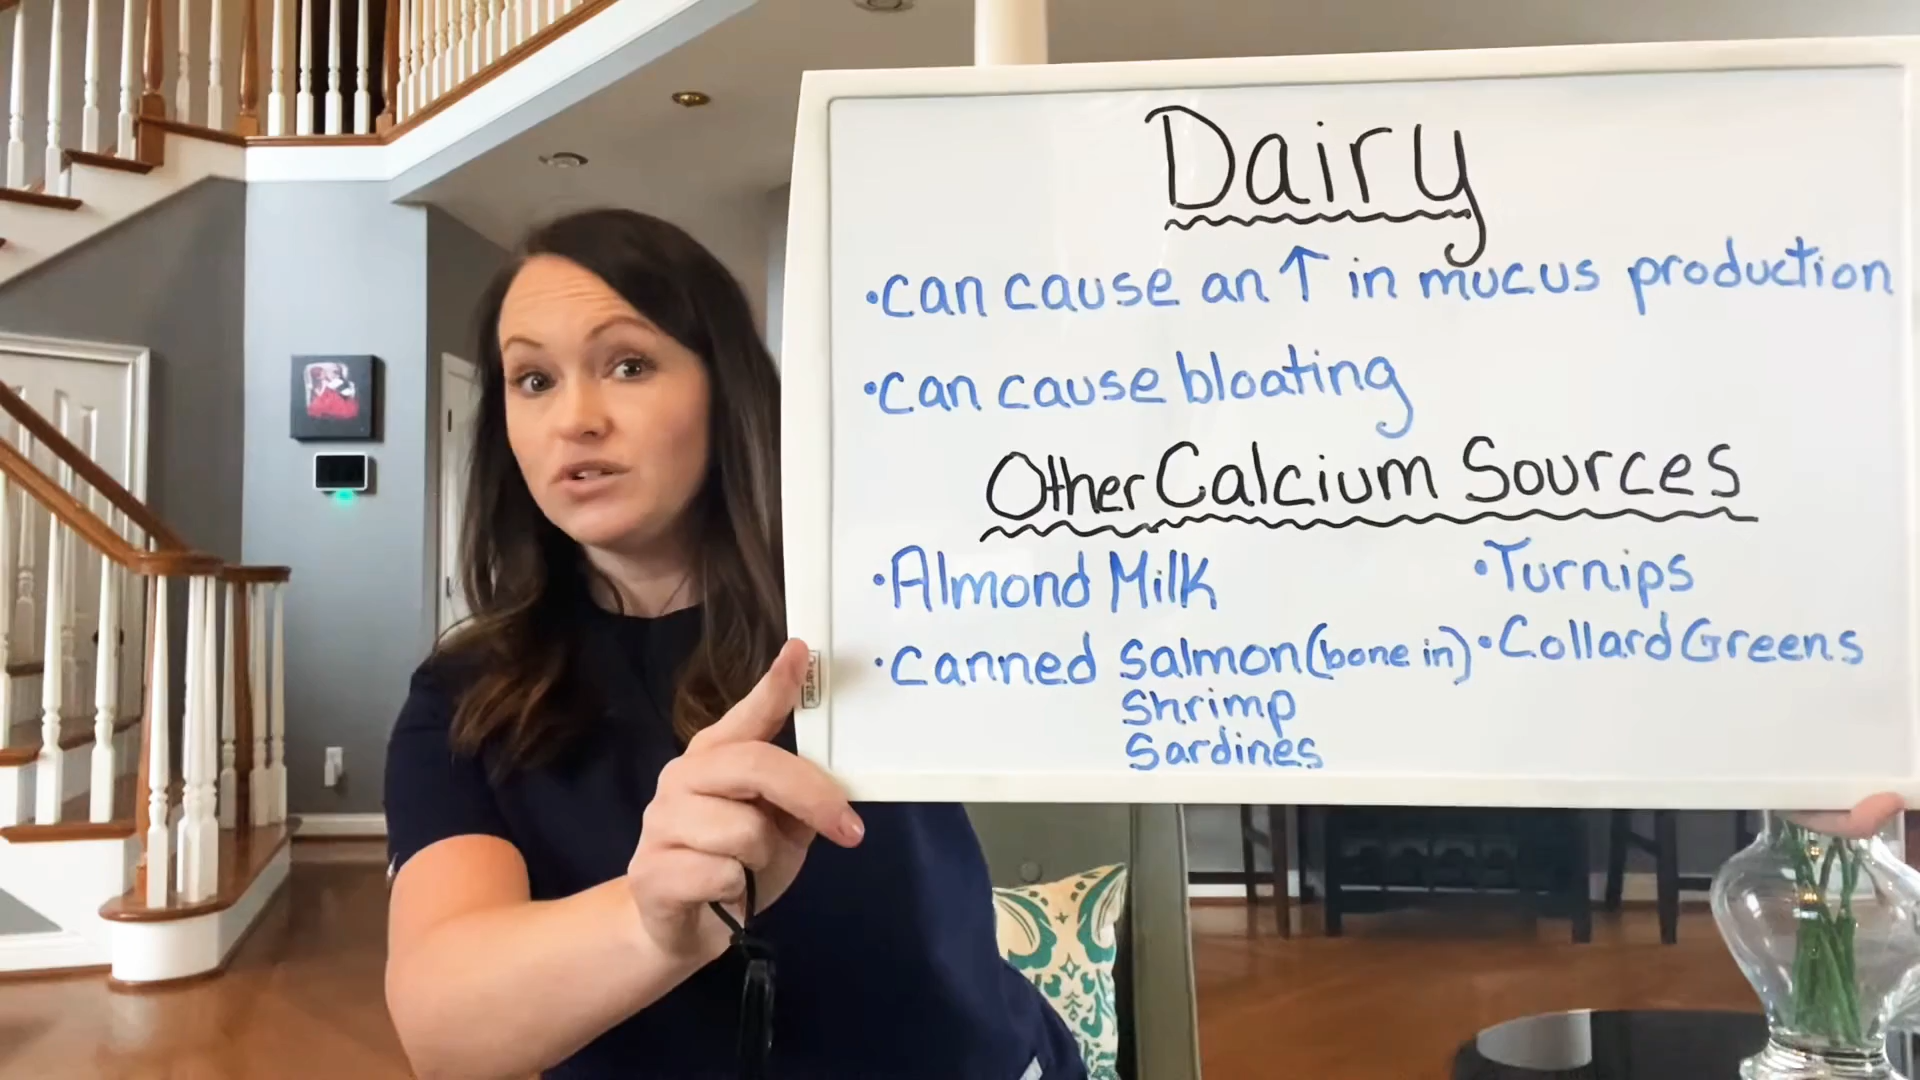 Dairy
•can cause an ↑ in mucus production
•can cause bloating
Other Calcium Sources
•Almond Milk
•Turnips
•Canned Salmon (bone in)
•Collard Greens
Shrimp
Sardines
Quartet